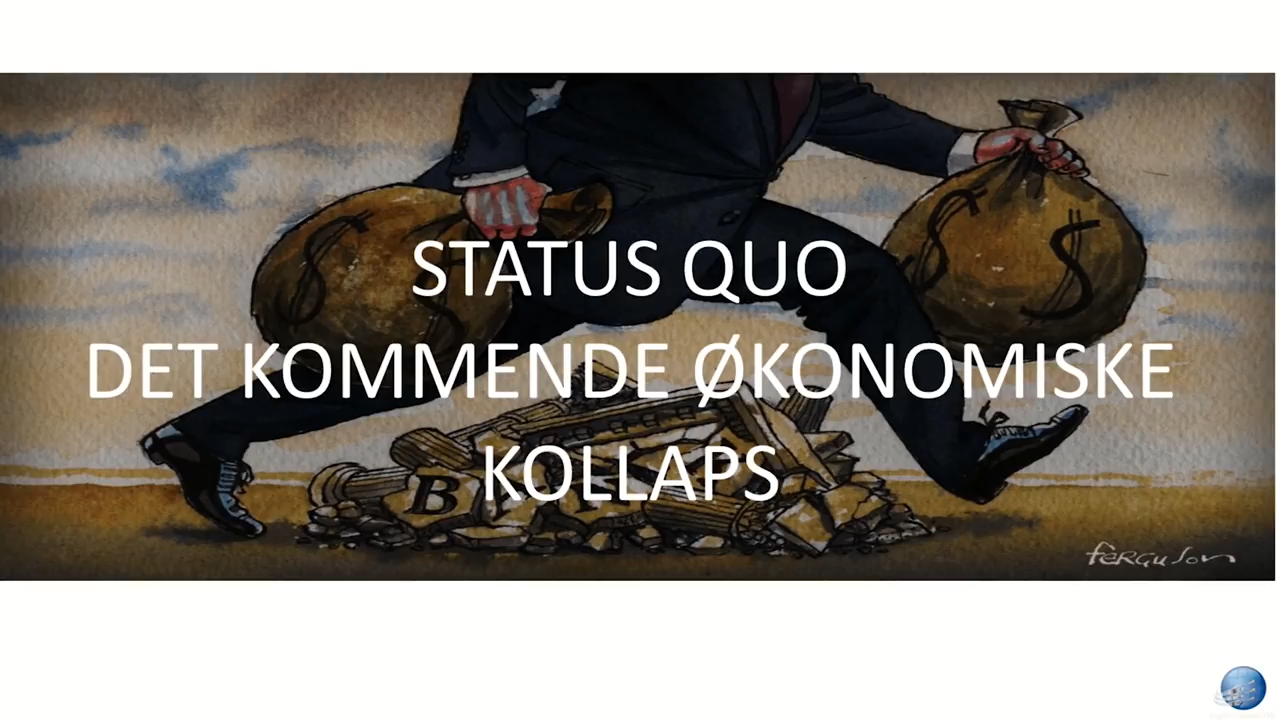 STATUS QUO
DET KOMMENDE ØKONOMISKE
KOLLAPS
$ $ $
B
Ferguson